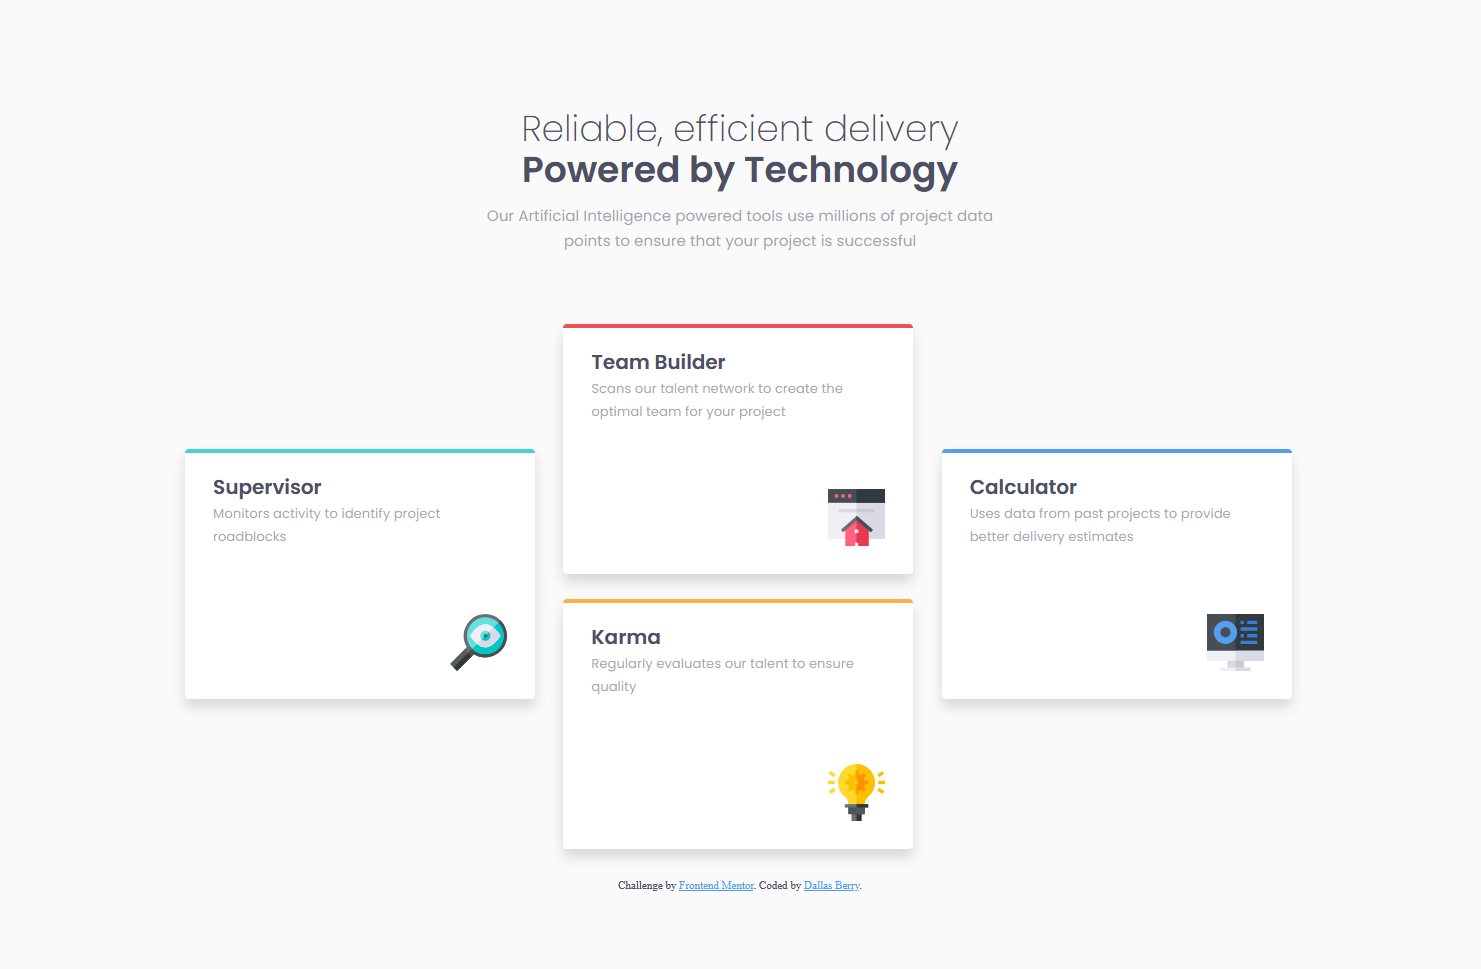 Reliable, efficient delivery
Powered by Technology
Our Artificial Intelligence powered tools use millions of project data
points to ensure that your project is successful
Supervisor
Monitors activity to identify project
roadblocks
Team Builder
Scans our talent network to create the
optimal team for your project
Karma
Regularly evaluates our talent to ensure
quality
Calculator
Uses data from past projects to provide
better delivery estimates
Challenge by Frontend Mentor. Coded by Dallas Berry.